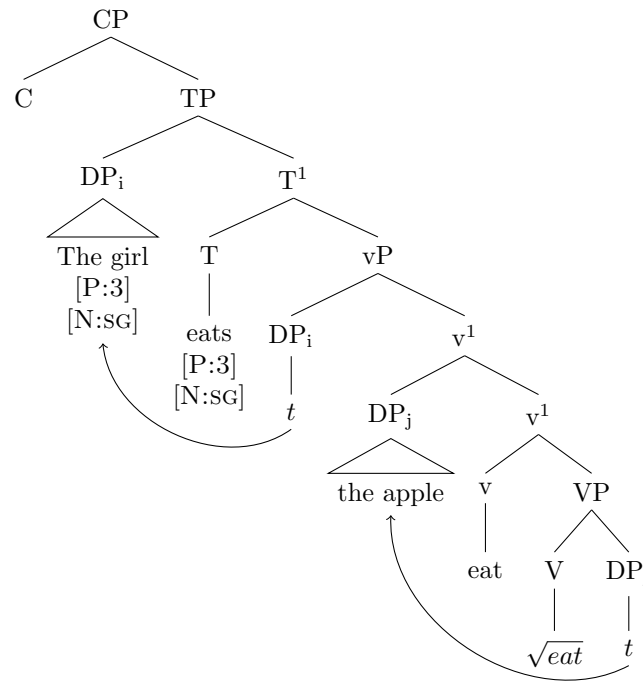 CP
C TP
DPi T¹
The girl T vP
[P:3]
[N:SG] eats DPi v¹
[P:3]
[N:SG] t DPj v¹
the apple v VP
eat V DP
√eat t